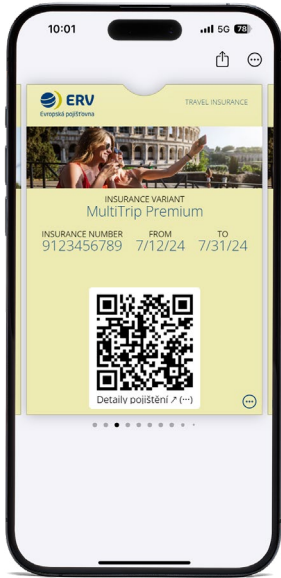 10:01
5G 78
ERV
Evropská pojišťovna
TRAVEL INSURANCE
INSURANCE VARIANT
MultiTrip Premium
INSURANCE NUMBER FROM TO
9123456789 7/12/24 7/31/24
Detaily pojištění ↗ (···)